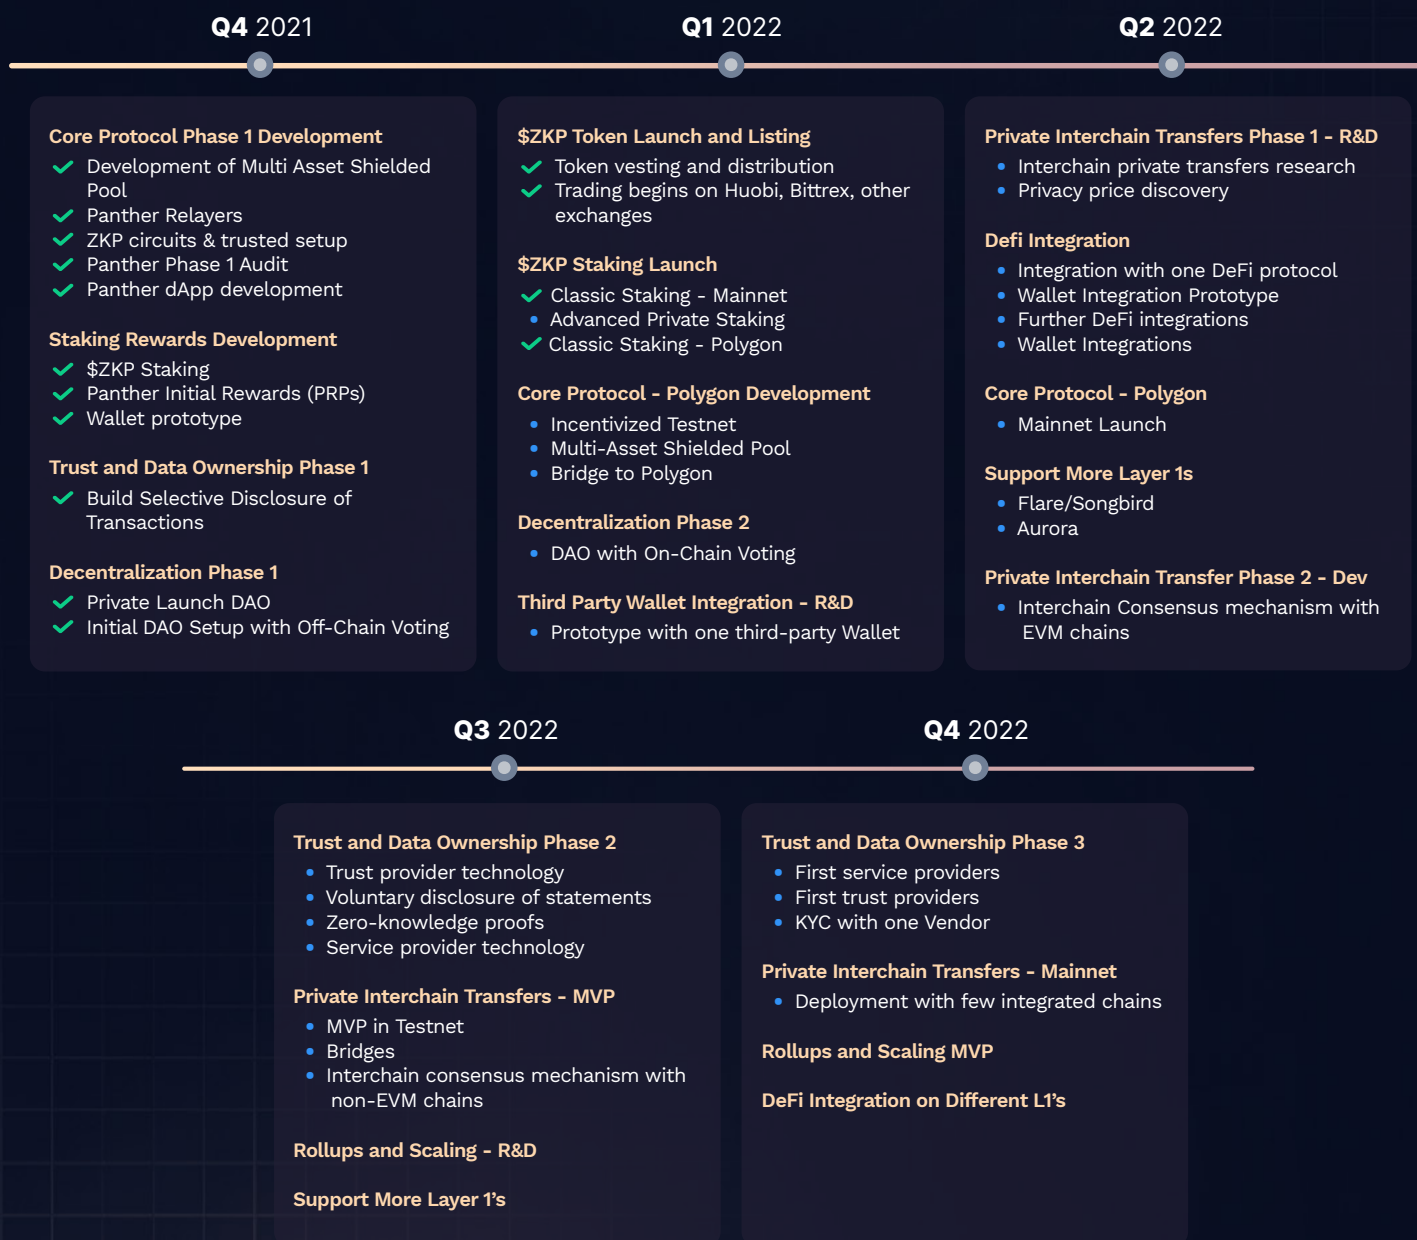 Q4 2021
Core Protocol Phase 1 Development
Development of Multi Asset Shielded
Pool
Panther Relayers
ZKP circuits & trusted setup
Panther Phase 1 Audit
Panther dApp development
Staking Rewards Development
$ZKP Staking
Panther Initial Rewards (PRPs)
Wallet prototype
Trust and Data Ownership Phase 1
Build Selective Disclosure of
Transactions
Decentralization Phase 1
Private Launch DAO
Initial DAO Setup with Off-Chain Voting
Q1 2022
$ZKP Token Launch and Listing
Token vesting and distribution
Trading begins on Huobi, Bittrex, other
exchanges
$ZKP Staking Launch
Classic Staking - Mainnet
Advanced Private Staking
Classic Staking - Polygon
Core Protocol - Polygon Development
Incentivized Testnet
Multi-Asset Shielded Pool
Bridge to Polygon
Decentralization Phase 2
DAO with On-Chain Voting
Third Party Wallet Integration - R&D
Prototype with one third-party Wallet
Q2 2022
Private Interchain Transfers Phase 1 - R&D
Interchain private transfers research
Privacy price discovery
Defi Integration
Integration with one DeFi protocol
Wallet Integration Prototype
Further DeFi integrations
Wallet Integrations
Core Protocol - Polygon
Mainnet Launch
Support More Layer 1s
Flare/Songbird
Aurora
Private Interchain Transfer Phase 2 - Dev
Interchain Consensus mechanism with
EVM chains
Q3 2022
Trust and Data Ownership Phase 2
Trust provider technology
Voluntary disclosure of statements
Zero-knowledge proofs
Service provider technology
Private Interchain Transfers - MVP
MVP in Testnet
Bridges
Interchain consensus mechanism with
non-EVM chains
Rollups and Scaling - R&D
Support More Layer 1’s
Q4 2022
Trust and Data Ownership Phase 3
First service providers
First trust providers
KYC with one Vendor
Private Interchain Transfers - Mainnet
Deployment with few integrated chains
Rollups and Scaling MVP
DeFi Integration on Different L1’s